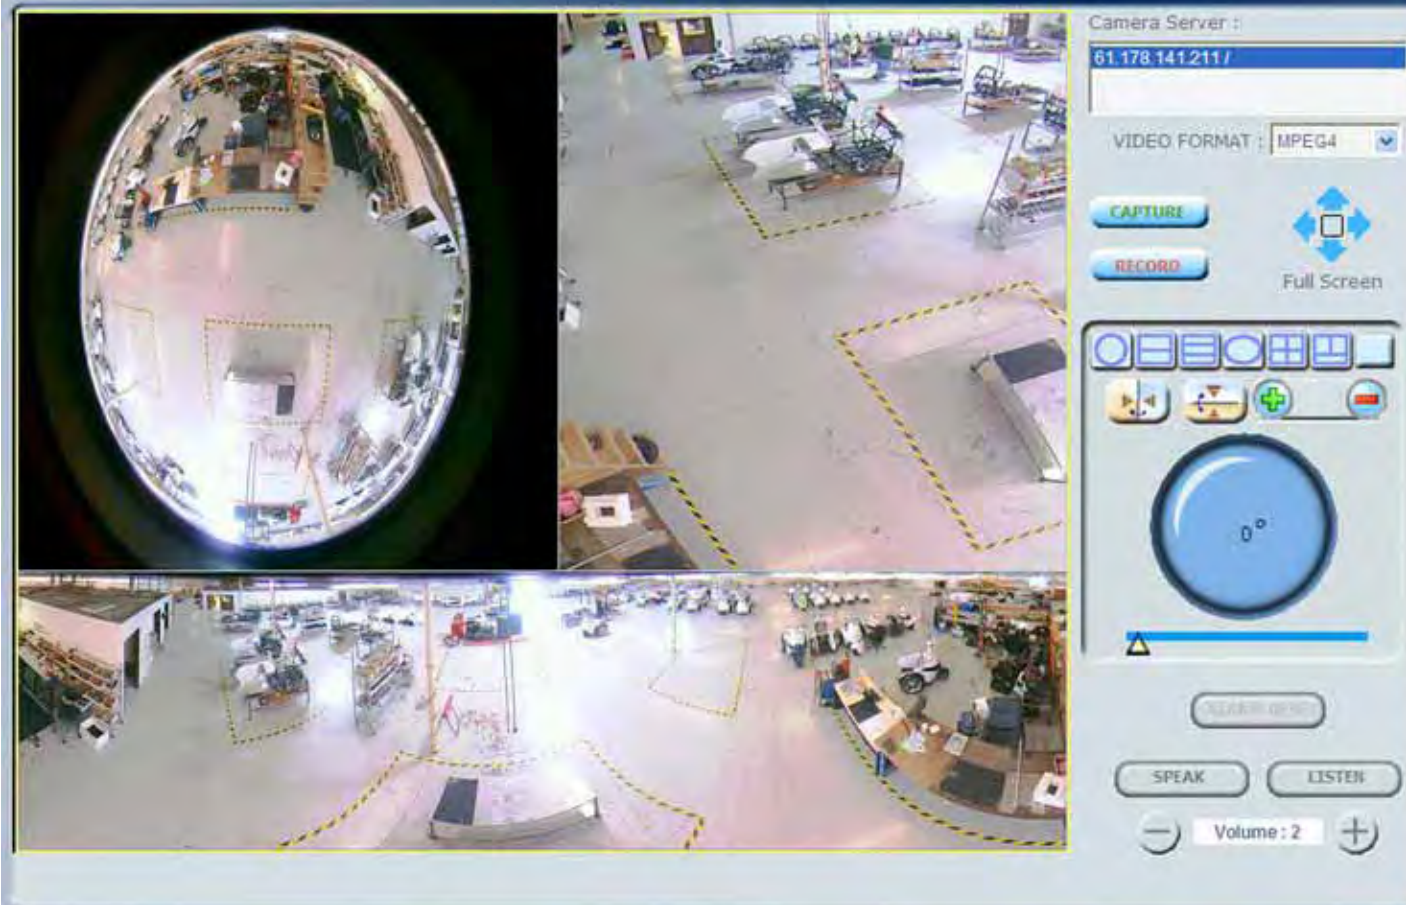 Camera Server :
61.178.141.211 /
VIDEO FORMAT : MPEG4
CAPTURE
RECORD
Full Screen
0°
SPEAK
LISTEN
Volume : 2